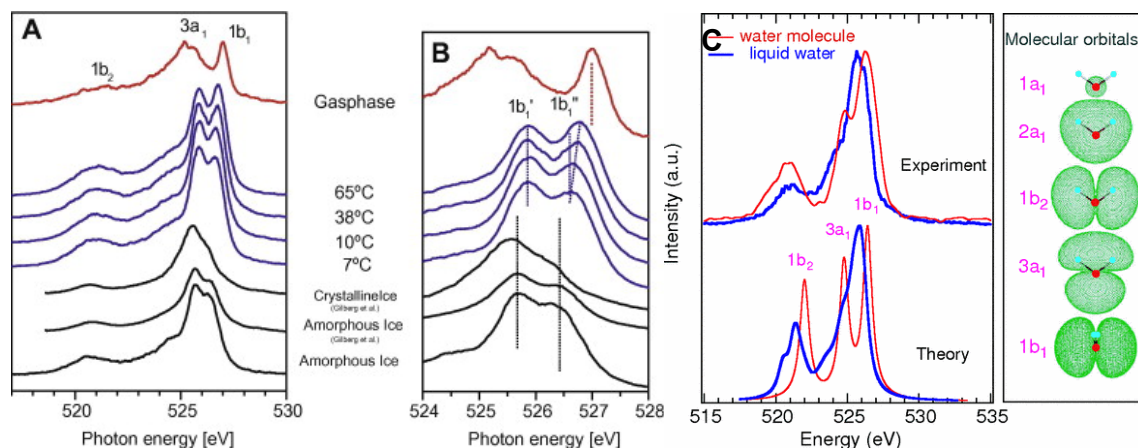 A
3a1
1b1
1b2
Gasphase
65ºC
38ºC
10ºC
7ºC
CrystallineIce
(Gilberg et al.)
Amorphous Ice
(Gilberg et al.)
Amorphous Ice
520
525
530
Photon energy [eV]
B
1b1'
1b1"
524
525
526
527
528
Photon energy [eV]
C
water molecule
liquid water
Experiment
Intensity (a.u.)
1b1
3a1
1b2
Theory
515
520
525
530
535
Energy (eV)
Molecular orbitals
1a1
2a1
1b2
3a1
1b1